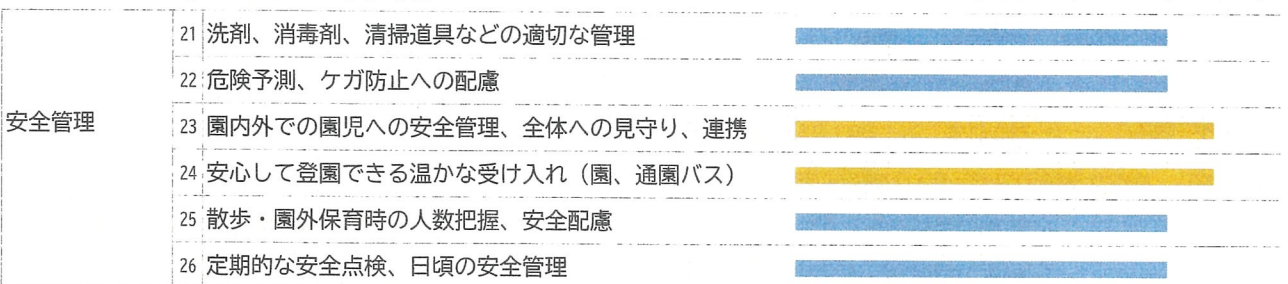 21 洗剤、消毒剤、清掃道具などの適切な管理
22 危険予測、ケガ防止への配慮
安全管理
23 園内外での園児への安全管理、全体への見守り、連携
24 安心して登園できる温かな受け入れ（園、通園バス）
25 散歩・園外保育時の人数把握、安全配慮
26 定期的な安全点検、日頃の安全管理